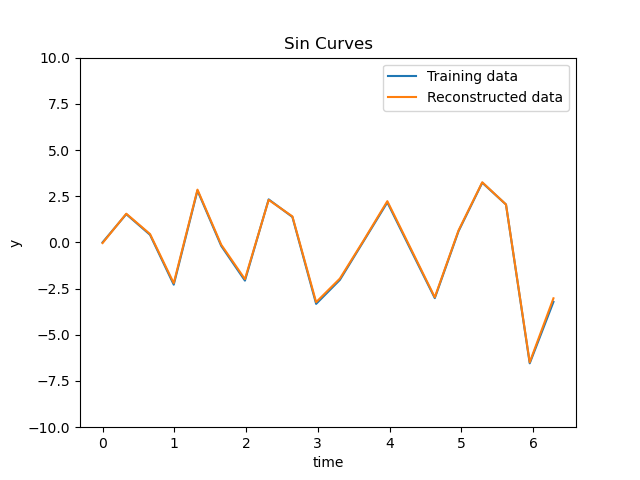 Sin Curves
Training data
Reconstructed data
10.0
7.5
5.0
2.5
0.0
−2.5
−5.0
−7.5
−10.0
y
0 1 2 3 4 5 6
time